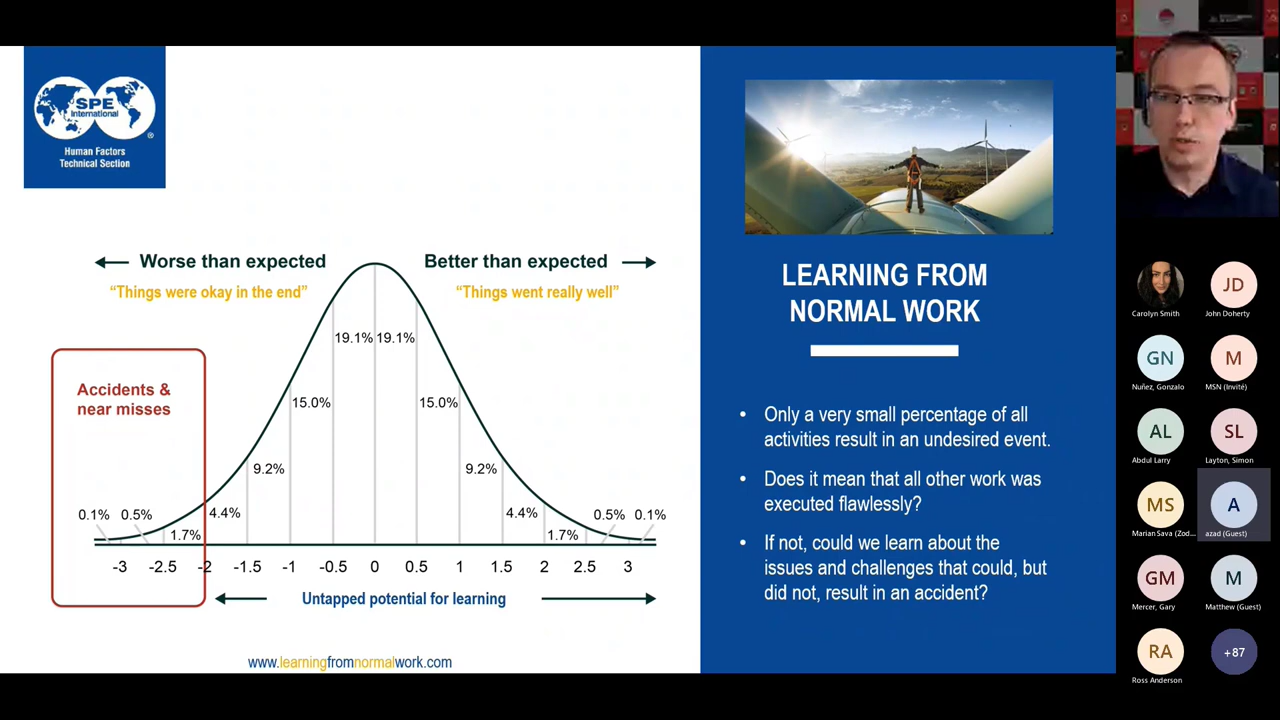 SPE
International
®
Human Factors
Technical Section
Worse than expected
"Things were okay in the end"
Better than expected
"Things went really well"
Accidents &
near misses
0.1%
0.5%
1.7%
4.4%
9.2%
15.0%
19.1%
19.1%
15.0%
9.2%
4.4%
1.7%
0.5%
0.1%
-3
-2.5
-2
-1.5
-1
-0.5
0
0.5
1
1.5
2
2.5
3
Untapped potential for learning
www.learningfromnormalwork.com
LEARNING FROM
NORMAL WORK
• Only a very small percentage of all
activities result in an undesired event.
• Does it mean that all other work was
executed flawlessly?
• If not, could we learn about the
issues and challenges that could, but
did not, result in an accident?
Carolyn Smith
JD
John Doherty
GN
Nuñez, Gonzalo
M
MSN (Invité)
AL
Abdul Larry
SL
Layton, Simon
MS
Marian Sava (Zod...
A
azad (Guest)
GM
Mercer, Gary
M
Matthew (Guest)
RA
Ross Anderson
+87